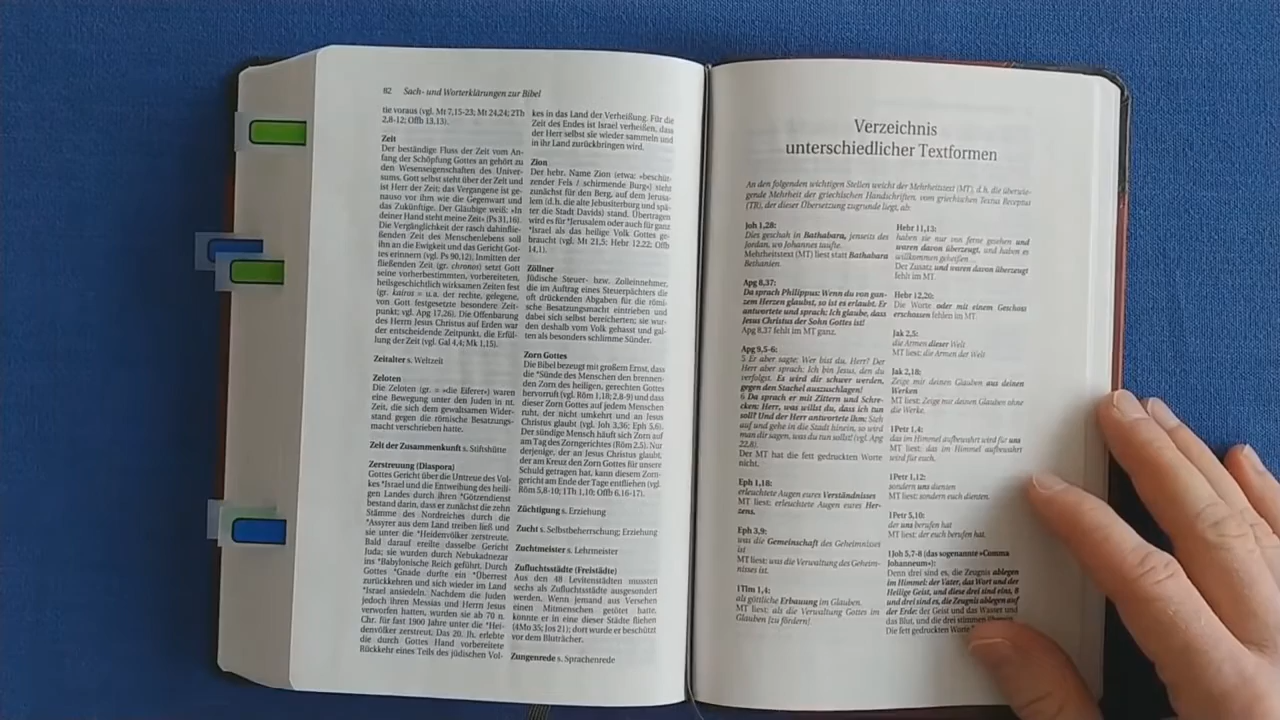 82 Sach- und Worterklärungen zur Bibel
tie voraus (vgl. Mt 7,15-23; Mt 24,24; 2Th
2,8-12; Offb 13,13).
Zeit
Der beständige Fluss der Zeit vom An-
fang der Schöpfung Gottes an gehört zu
den Wesenseigenschaften des Univer-
sums. Gott selbst steht über der Zeit und
ist Herr der Zeit; das Vergangene ist ge-
nauso vor ihm wie die Gegenwart und
das Zukünftige. Der Gläubige weiß: »In
deiner Hand steht meine Zeit« (Ps 31,16).
Die Vergänglichkeit der rasch dahinflie-
ßenden Zeit des Menschenlebens soll
ihn an die Ewigkeit und das Gericht Got-
tes erinnern (vgl. Ps 90,12). Inmitten der
fließenden Zeit (gr. chronos) setzt Gott
seine vorherbestimmten, vorbereiteten,
heilsgeschichtlich wirksamen Zeiten fest
(gr. kairos = u.a. der rechte, gelegene,
von Gott festgesetzte besondere Zeit-
punkt; vgl. Apg 17,26). Die Offenbarung
des Herrn Jesus Christus auf Erden war
der entscheidende Zeitpunkt, die Erfül-
lung der Zeit (vgl. Gal 4,4; Mk 1,15).
Zeitalter s. Weltzeit
Zeloten
Die Zeloten (gr. = »die Eiferer«) waren
eine Bewegung unter den Juden in nt.
Zeit, die sich dem gewaltsamen Wider-
stand gegen die römische Besatzungs-
macht verschrieben hatte.
Zelt der Zusammenkunft s. Stiftshütte
Zerstreuung (Diaspora)
Gottes Gericht über die Untreue des Vol-
kes *Israel und die Entweihung des heili-
gen Landes durch ihren *Götzendienst
bestand darin, dass er zunächst die zehn
Stämme des Nordreiches durch die
*Assyrer aus dem Land treiben ließ und
sie unter die *Heidenvölker zerstreute.
Bald darauf ereilte dasselbe Gericht
Juda; sie wurden durch Nebukadnezar
ins *Babylonische Reich geführt. Durch
Gottes *Gnade durfte ein *Überrest
zurückkehren und sich wieder im Land
*Israel ansiedeln. Nachdem die Juden
jedoch ihren Messias und Herrn Jesus
verworfen hatten, wurden sie ab 70 n.
Chr. für fast 1900 Jahre unter die *Hei-
denvölker zerstreut. Das 20. Jh. erlebte
die durch Gottes Hand vorbereitete
Rückkehr eines Teils des jüdischen Vol-
kes in das Land der Verheißung. Für die
Zeit des Endes ist Israel verheißen, dass
der Herr selbst sie wieder sammeln und
in ihr Land zurückbringen wird.
Zion
Der hebr. Name Zion (etwa: »beschüt-
zender Fels / schirmende Burg«) steht
zunächst für den Berg, auf dem Jerusa-
lem (d.h. die alte Jebusiterburg und spä-
ter die Stadt Davids) stand. Übertragen
wird es für *Jerusalem oder auch für ganz
*Israel als das heilige Volk Gottes ge-
braucht (vgl. Mt 21,5; Hebr 12,22; Offb
14,1).
Zöllner
Jüdische Steuer- bzw. Zolleinnehmer,
die im Auftrag eines Steuerpächters die
oft drückenden Abgaben für die römi-
sche Besatzungsmacht eintrieben und
dabei sich selbst bereicherten; sie wur-
den deshalb vom Volk gehasst und gal-
ten als besonders schlimme Sünder.
Zorn Gottes
Die Bibel bezeugt mit großem Ernst, dass
die *Sünde des Menschen den brennen-
den Zorn des heiligen, gerechten Gottes
hervorruft (vgl. Röm 1,18; 2,8-9) und dass
dieser Zorn Gottes auf jedem Menschen
ruht, der nicht umkehrt und an Jesus
Christus glaubt (vgl. Joh 3,36; Eph 5,6).
Der sündige Mensch häuft sich Zorn auf
am Tag des Zorngerichtes (Röm 2,5). Nur
derjenige, der an Jesus Christus glaubt,
der am Kreuz den Zorn Gottes für unsere
Schuld getragen hat, kann diesem Zorn-
gericht am Ende der Tage entfliehen (vgl.
Röm 5,8-10; 1Th 1,10; Offb 6,16-17).
Züchtigung s. Erziehung
Zucht s. Selbstbeherrschung; Erziehung
Zuchtmeister s. Lehrmeister
Zufluchtsstädte (Freistädte)
Aus den 48 Levitenstädten mussten
sechs als Zufluchtsstädte ausgesondert
werden. Wenn jemand aus Versehen
einen Mitmenschen getötet hatte,
konnte er in eine dieser Städte fliehen
(4Mo 35; Jos 21); dort wurde er beschützt
vor dem Bluträcher.
Zungenrede s. Sprachenrede
Verzeichnis
unterschiedlicher Textformen
An den folgenden wichtigen Stellen weicht der Mehrheitstext (MT), d.h. die überwie-
gende Mehrheit der griechischen Handschriften, vom griechischen Textus Receptus
(TR), der dieser Übersetzung zugrunde liegt, ab:
Joh 1,28:
Dies geschah in Bathabara, jenseits des
Jordan, wo Johannes taufte.
Mehrheitstext (MT) liest statt Bathabara
Bethanien.
Apg 8,37:
Da sprach Philippus: Wenn du von gan-
zem Herzen glaubst, so ist es erlaubt. Er
antwortete und sprach: Ich glaube, dass
Jesus Christus der Sohn Gottes ist!
Apg 8,37 fehlt im MT ganz.
Apg 9,5-6:
5 Er aber sagte: Wer bist du, Herr? Der
Herr aber sprach: Ich bin Jesus, den du
verfolgst. Es wird dir schwer werden,
gegen den Stachel auszuschlagen!
6 Da sprach er mit Zittern und Schre-
cken: Herr, was willst du, dass ich tun
soll? Und der Herr antwortete ihm: Steh
auf und gehe in die Stadt hinein, so wird
man dir sagen, was du tun sollst! (vgl. Apg
22,8).
Der MT hat die fett gedruckten Worte
nicht.
Eph 1,18:
erleuchtete Augen eures Verständnisses
MT liest: erleuchtete Augen eures Her-
zens.
Eph 3,9:
was die Gemeinschaft des Geheimnisses
ist
MT liest: was die Verwaltung des Geheim-
nisses ist.
1Tim 1,4:
als göttliche Erbauung im Glauben.
MT liest: als die Verwaltung Gottes im
Glauben [zu fördern].
Hebr 11,13:
haben sie nur von ferne gesehen und
waren davon überzeugt, und haben es
willkommen geheißen ...
Der Zusatz und waren davon überzeugt
fehlt im MT.
Hebr 12,20:
Die Worte oder mit einem Geschoss
erschossen fehlen im MT.
Jak 2,5:
die Armen dieser Welt
MT liest: die Armen der Welt
Jak 2,18:
Zeige mir deinen Glauben aus deinen
Werken
MT liest: Zeige mir deinen Glauben ohne
die Werke.
1Petr 1,4:
das im Himmel aufbewahrt wird für uns
MT liest: das im Himmel aufbewahrt
wird für euch.
1Petr 1,12:
sondern uns dienten
MT liest: sondern euch dienten.
1Petr 5,10:
der uns berufen hat
MT liest: der euch berufen hat.
1Joh 5,7-8 (das sogenannte »Comma
Johanneum«):
Denn drei sind es, die Zeugnis ablegen
im Himmel: der Vater, das Wort und der
Heilige Geist, und diese drei sind eins, 8
und drei sind es, die Zeugnis ablegen auf
der Erde: der Geist und das Wasser und
das Blut, und die drei stimmen
Die fett gedruckten Worte